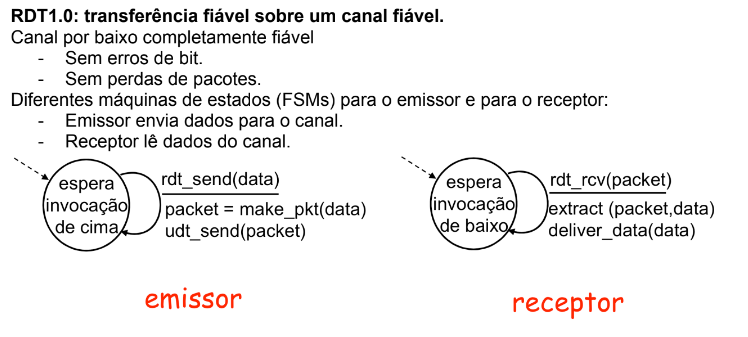 RDT1.0: transferência fiável sobre um canal fiável.
Canal por baixo completamente fiável
- Sem erros de bit.
- Sem perdas de pacotes.
Diferentes máquinas de estados (FSMs) para o emissor e para o receptor:
- Emissor envia dados para o canal.
- Receptor lê dados do canal.
espera
invocação
de cima
rdt_send(data)
packet = make_pkt(data)
udt_send(packet)
emissor
espera
invocação
de baixo
rdt_rcv(packet)
extract (packet,data)
deliver_data(data)
receptor